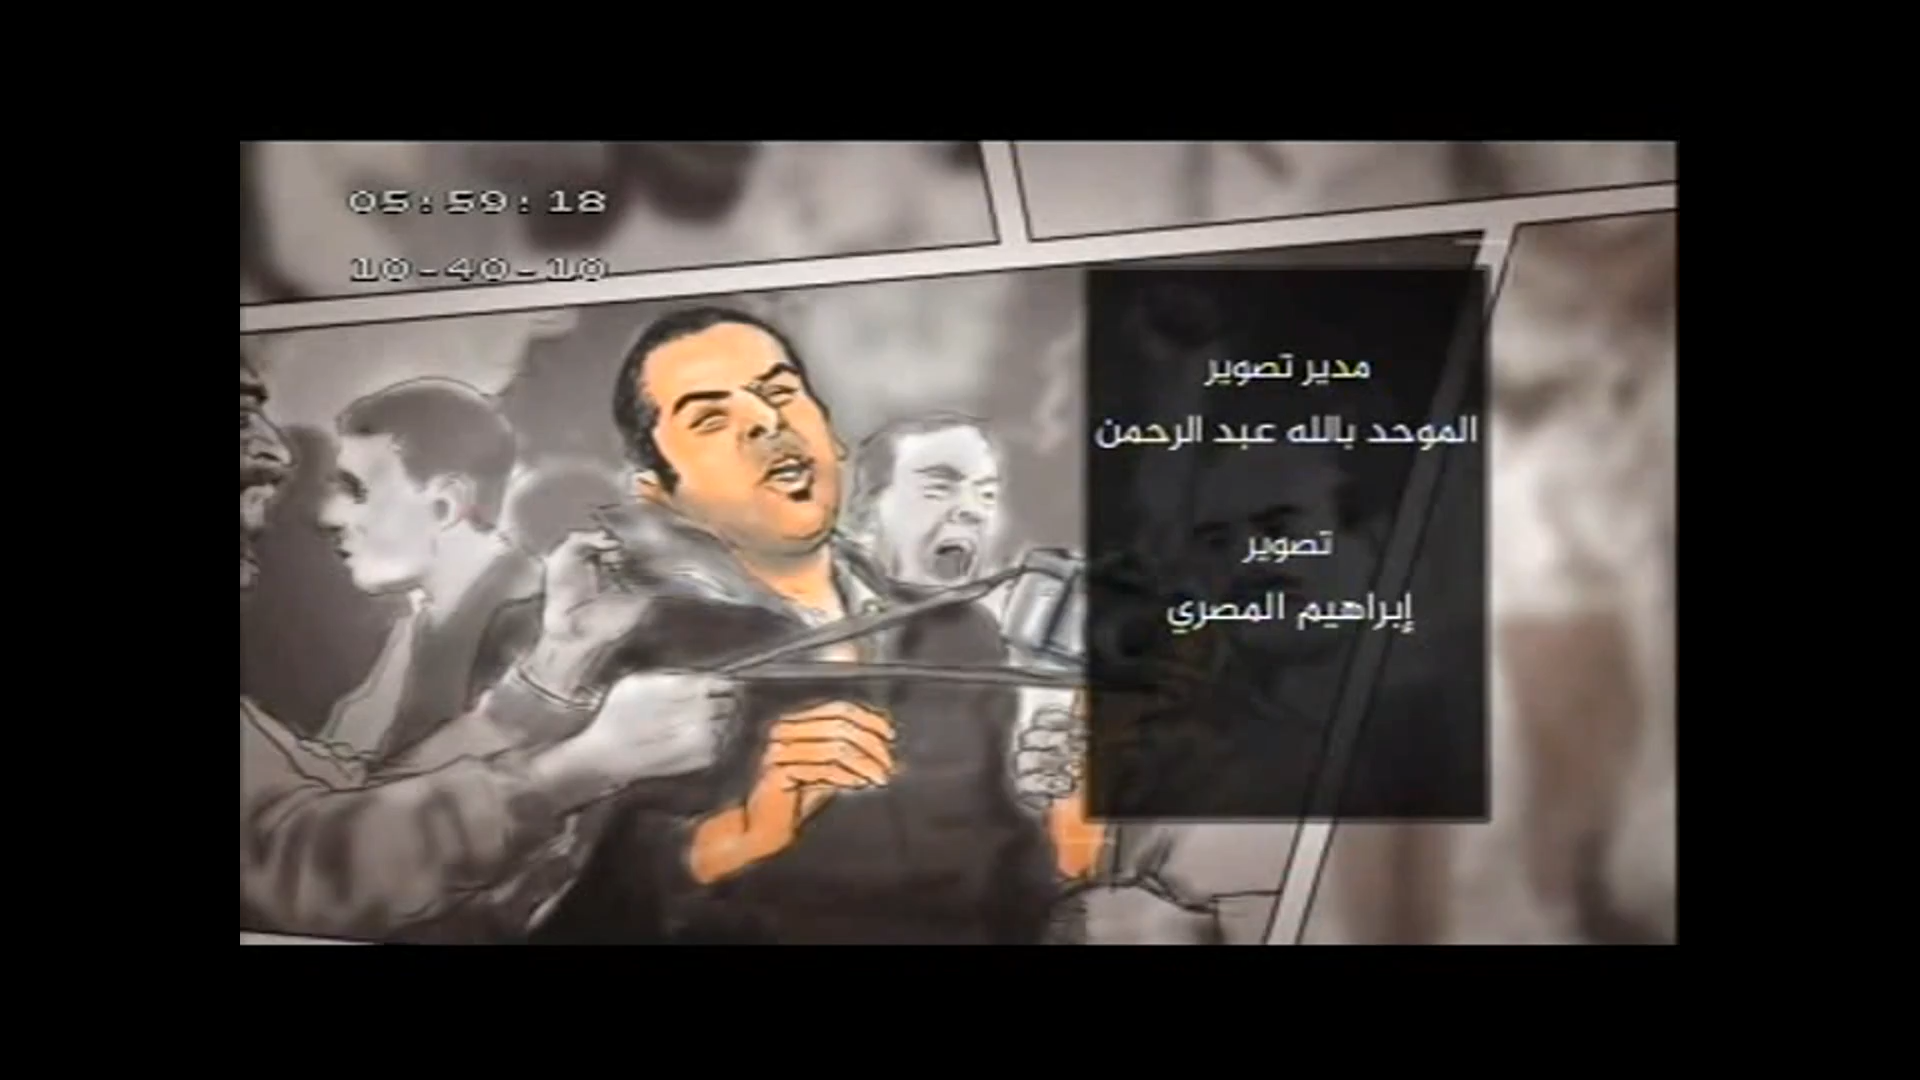 05:59:18
10-40-10
مدير تصوير
الموحد بالله عبد الرحمن
تصوير
إبراهيم المصري